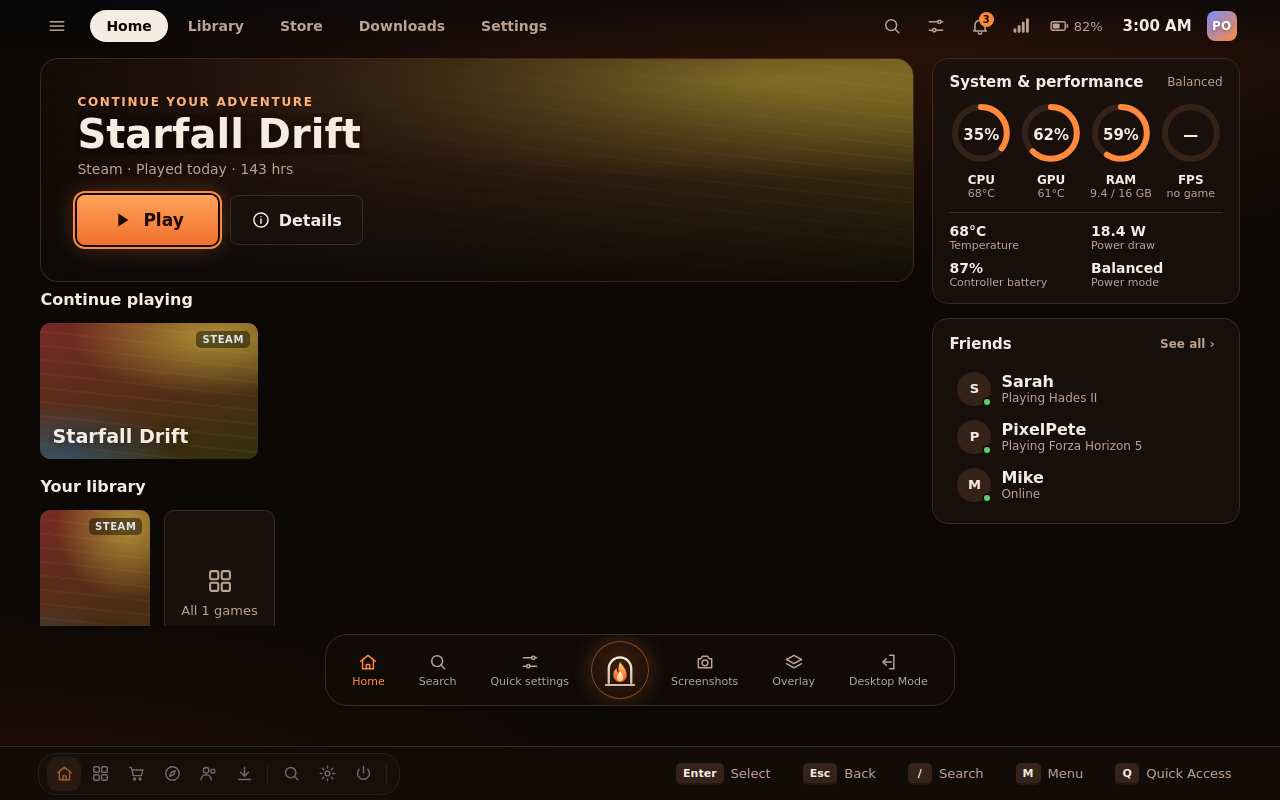 Home Library Store Downloads Settings 3 82% 3:00 AM PO
CONTINUE YOUR ADVENTURE
Starfall Drift
Steam · Played today · 143 hrs
Play Details
System & performance Balanced
35% 62% 59% —
CPU GPU RAM FPS
68°C 61°C 9.4 / 16 GB no game
68°C 18.4 W
Temperature Power draw
87% Balanced
Controller battery Power mode
Continue playing
STEAM
Starfall Drift
Friends See all ›
S Sarah
Playing Hades II
P PixelPete
Playing Forza Horizon 5
M Mike
Online
Your library
STEAM
All 1 games
Home Search Quick settings Screenshots Overlay Desktop Mode
Enter Select Esc Back / Search M Menu Q Quick Access